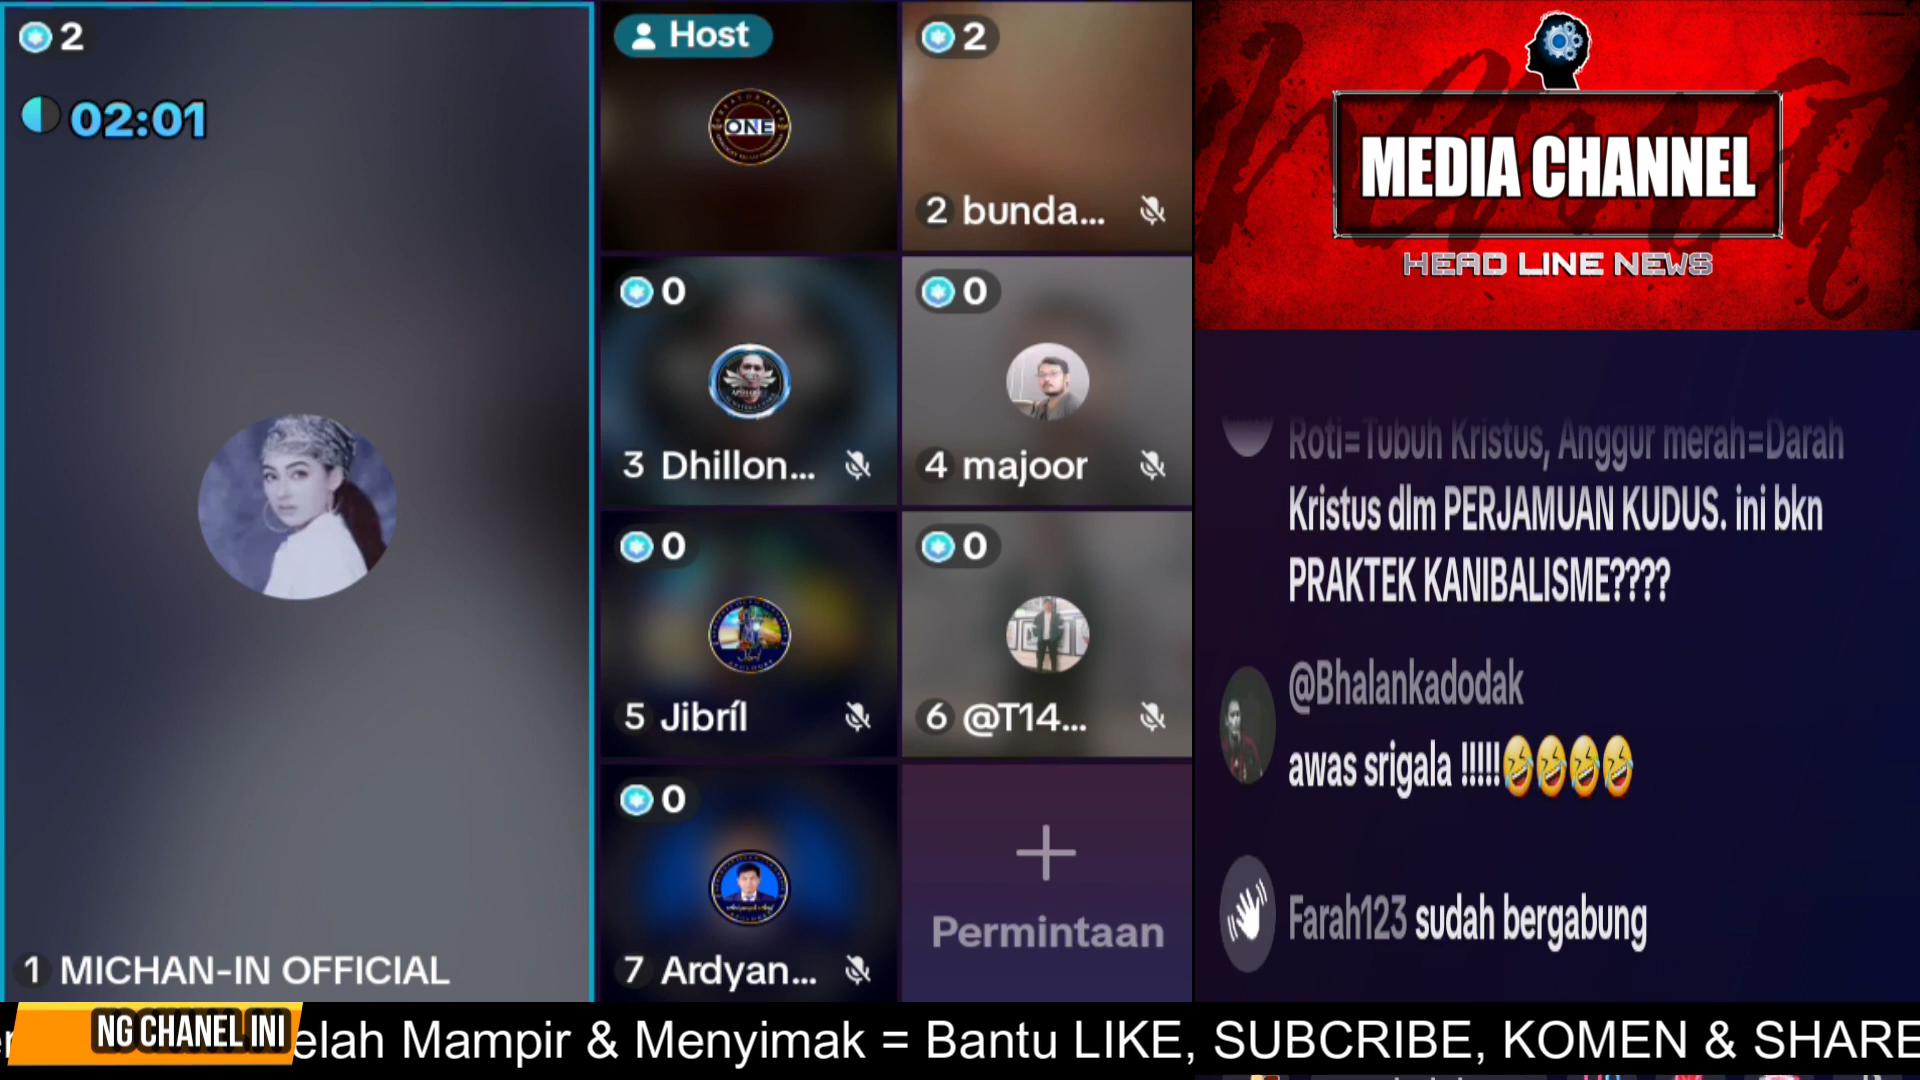 2
02:01
1 MICHAN-IN OFFICIAL
Host
ONE
2
2 bunda...
0
3 Dhillon...
0
4 majoor
0
5 Jibríl
0
6 @T14...
0
7 Ardyan...
Permintaan
MEDIA CHANNEL
HEAD LINE NEWS
Roti=Tubuh Kristus, Anggur merah=Darah
Kristus dlm PERJAMUAN KUDUS. ini bkn
PRAKTEK KANIBALISME????
@Bhalankadodak
awas srigala !!!!!🤣🤣🤣🤣
Farah123 sudah bergabung
NG CHANEL INI
elah Mampir & Menyimak = Bantu LIKE, SUBCRIBE, KOMEN & SHARE